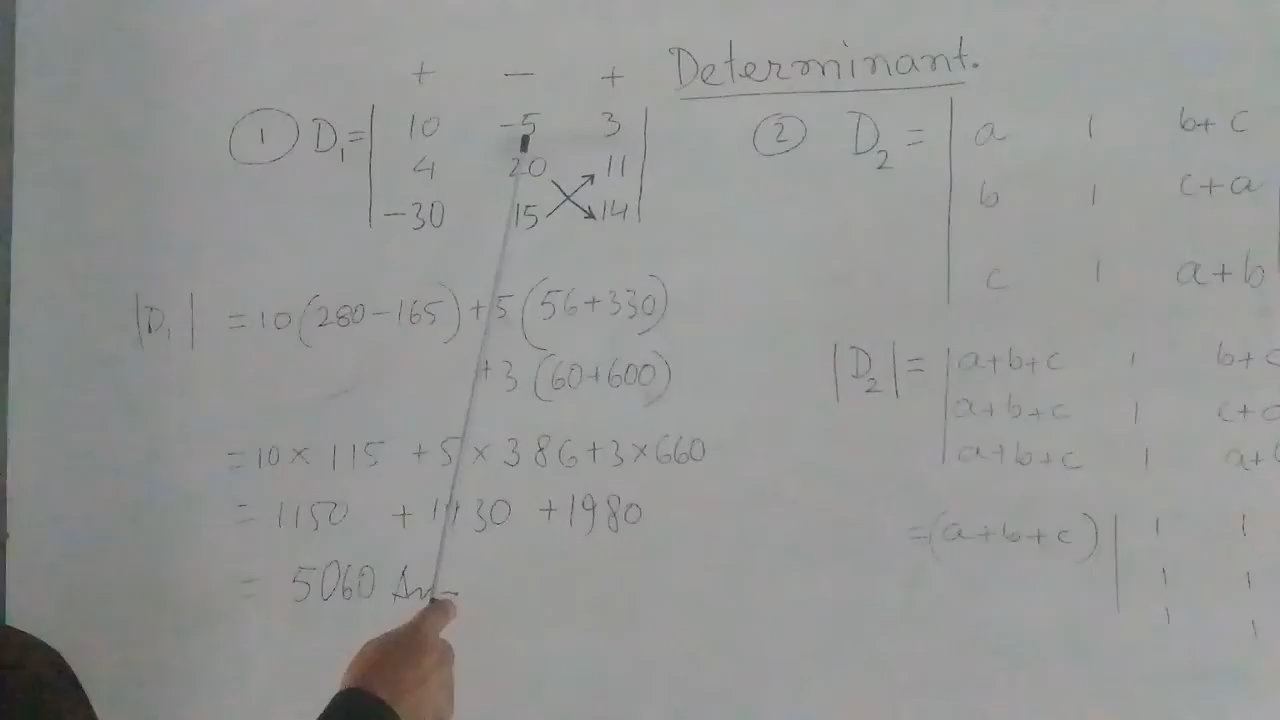 Determinant.
+ − +
① D₁ = | 10 -5 3 |
| 4 20 11 |
| -30 15 14 |
|D₁| = 10(280-165) + 5(56+330)
+3(60+600)
= 10 × 115 + 5 × 386 + 3 × 660
= 1150 + 1930 + 1980
= 5060 Ans
② D₂ = | a 1 b+c
| b 1 c+a
| c 1 a+b
|D₂| = | a+b+c 1 b+c
| a+b+c 1 c+a
| a+b+c 1 a+
= (a+b+c) | 1 1
| 1 1
| 1 1